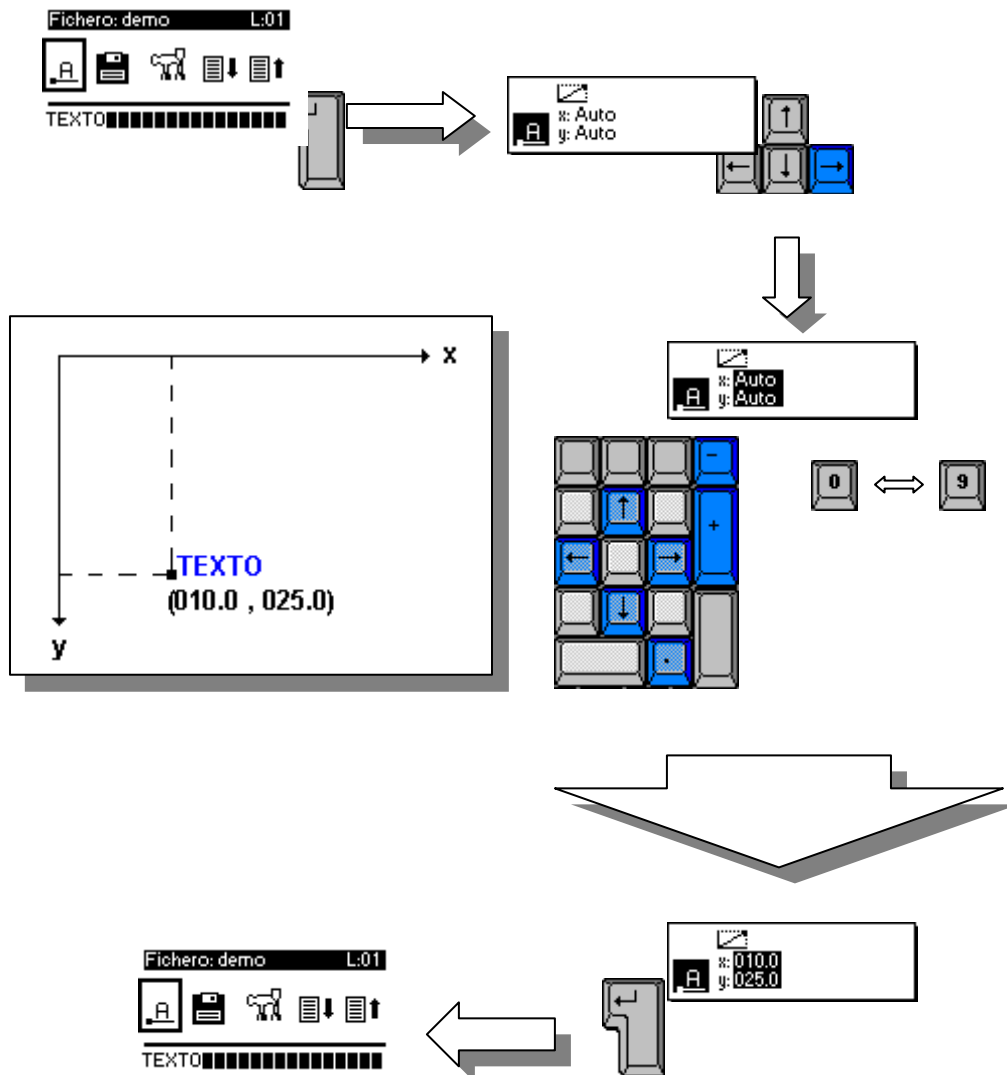 Fichero: demo L:01
A
TEXTO
x: Auto
y: Auto
A
↑
← ↓ →
x: Auto
y: Auto
A
x
TEXTO
(010.0 , 025.0)
y
-
↑
+
← →
↓
.
0 9
x: 010.0
y: 025.0
A
Fichero: demo L:01
A
TEXTO